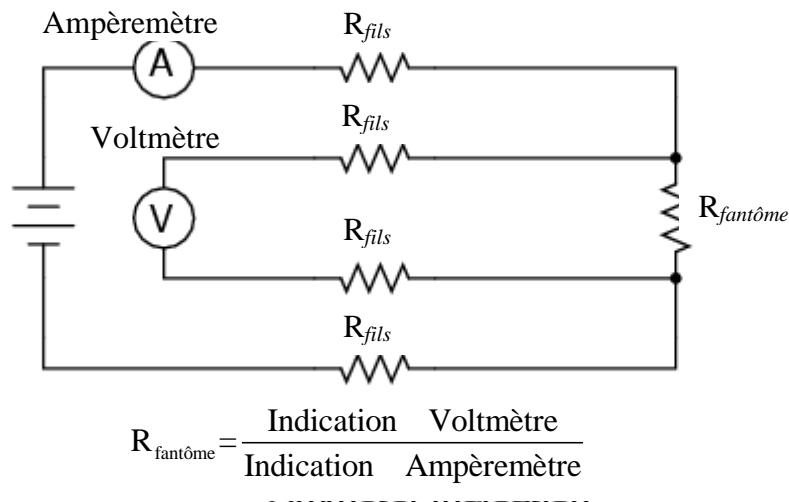 Ampèremètre
R fils
A
R fils
Voltmètre
V
R fantôme
R fils
R fils
R fantôme = Indication Voltmètre
Indication Ampèremètre